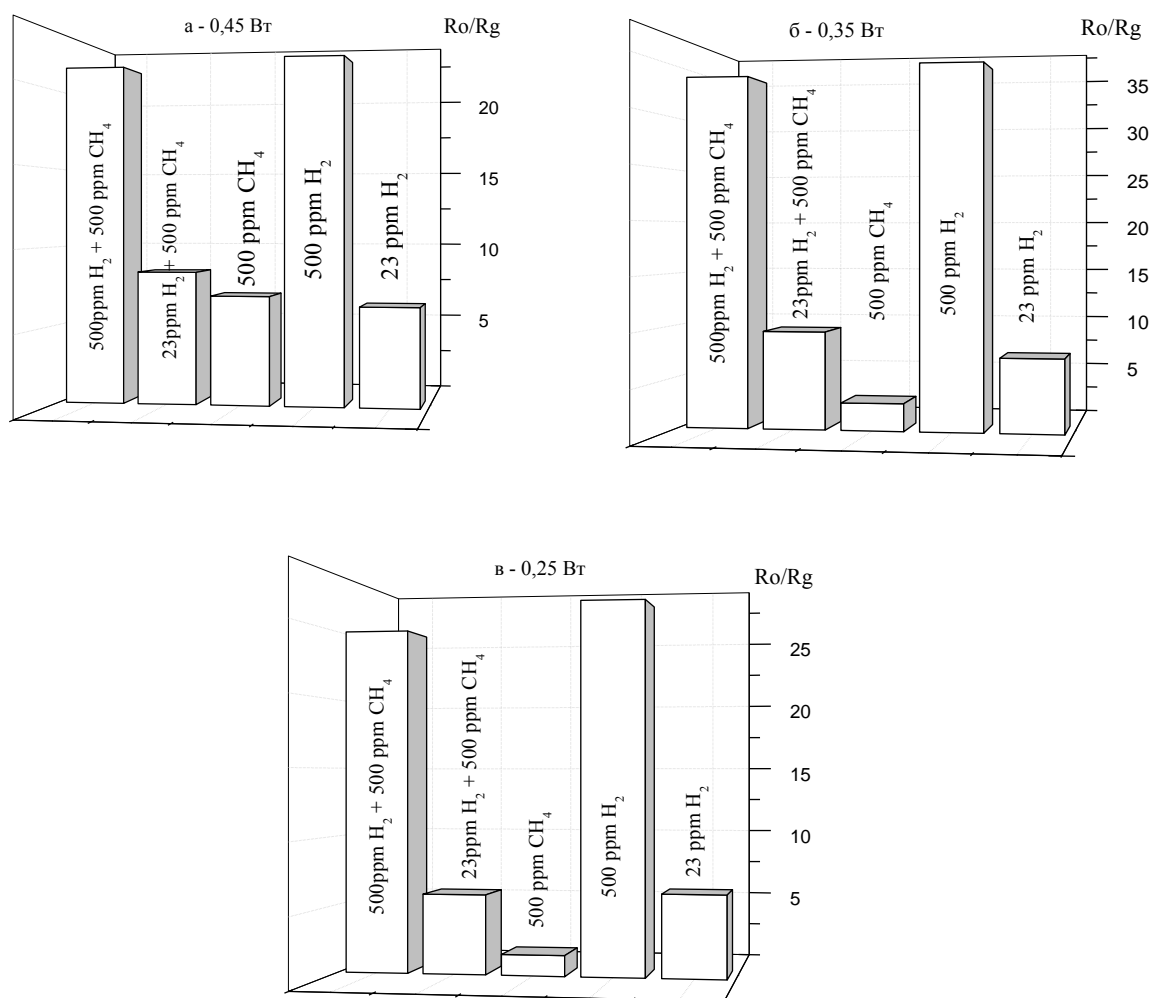 а - 0,45 Вт
Ro/Rg
500ppm H₂ + 500 ppm CH₄
23ppm H₂ + 500 ppm CH₄
500 ppm CH₄
500 ppm H₂
23 ppm H₂
20
15
10
5
б - 0,35 Вт
Ro/Rg
500ppm H₂ + 500 ppm CH₄
23ppm H₂ + 500 ppm CH₄
500 ppm CH₄
500 ppm H₂
23 ppm H₂
35
30
25
20
15
10
5
в - 0,25 Вт
Ro/Rg
500ppm H₂ + 500 ppm CH₄
23ppm H₂ + 500 ppm CH₄
500 ppm CH₄
500 ppm H₂
23 ppm H₂
25
20
15
10
5